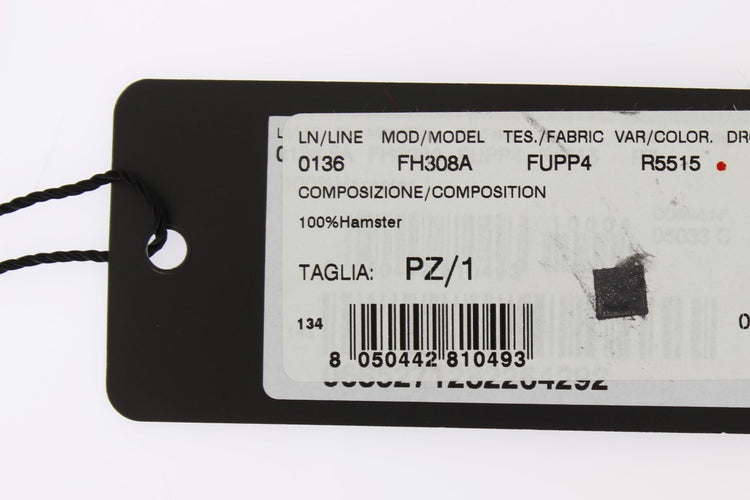 LN/LINE MOD/MODEL TES./FABRIC VAR/COLOR.
0136 FH308A FUPP4 R5515
COMPOSIZIONE/COMPOSITION
100%Hamster
TAGLIA: PZ/1
134
8 050442 810493